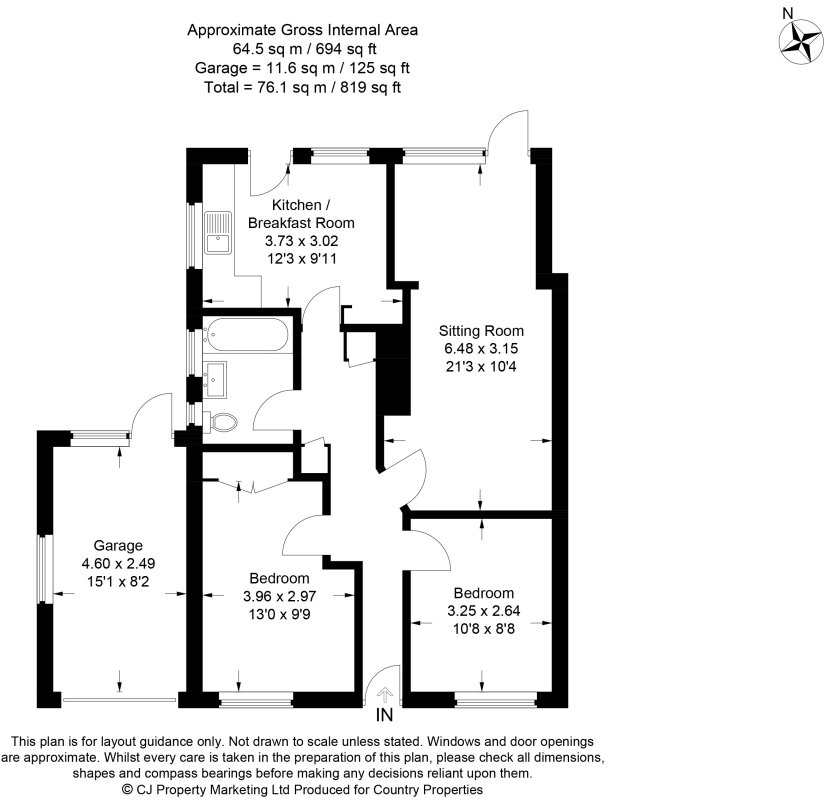 N
Approximate Gross Internal Area
64.5 sq m / 694 sq ft
Garage = 11.6 sq m / 125 sq ft
Total = 76.1 sq m / 819 sq ft
Kitchen /
Breakfast Room
3.73 x 3.02
12'3 x 9'11
Sitting Room
6.48 x 3.15
21'3 x 10'4
Garage
4.60 x 2.49
15'1 x 8'2
Bedroom
3.96 x 2.97
13'0 x 9'9
Bedroom
3.25 x 2.64
10'8 x 8'8
IN
This plan is for layout guidance only. Not drawn to scale unless stated. Windows and door openings
are approximate. Whilst every care is taken in the preparation of this plan, please check all dimensions,
shapes and compass bearings before making any decisions reliant upon them.
© CJ Property Marketing Ltd Produced for Country Properties